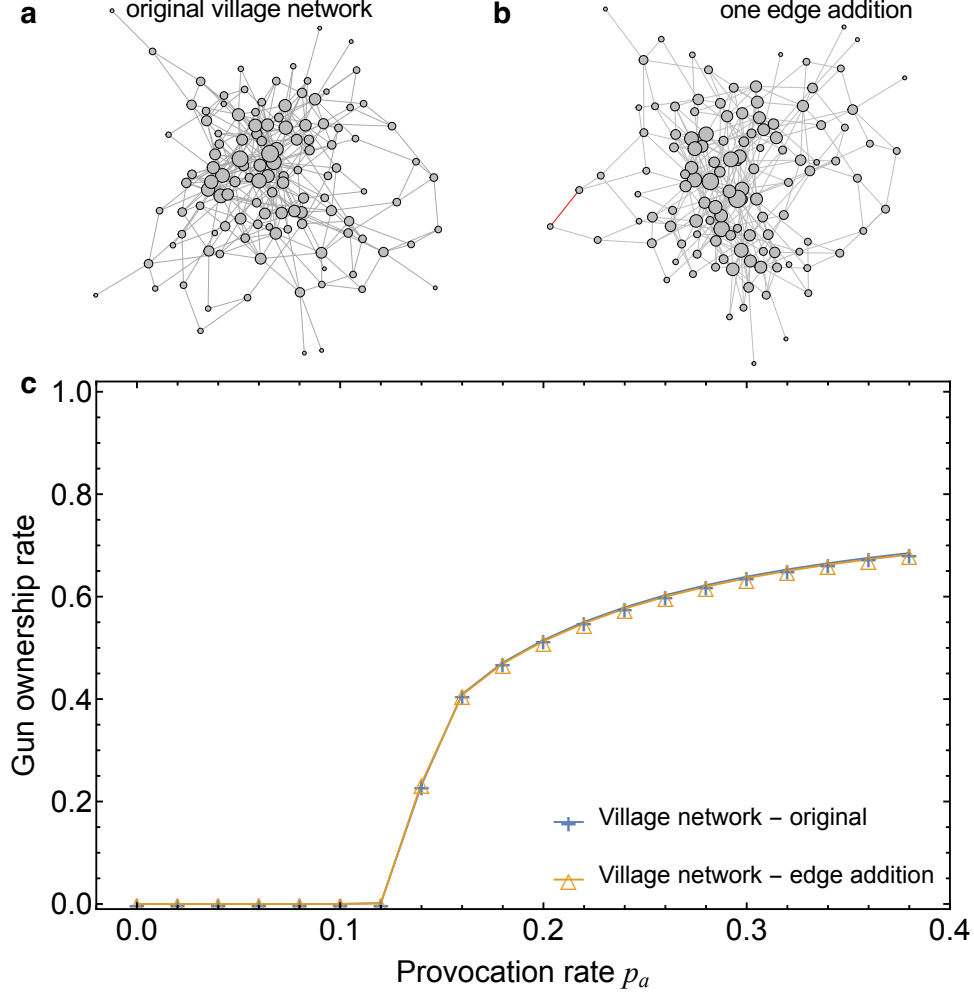 a original village network
b one edge addition
c
Gun ownership rate
1.0
0.8
0.6
0.4
0.2
0.0
Village network – original
Village network – edge addition
0.0 0.1 0.2 0.3 0.4
Provocation rate pₐ